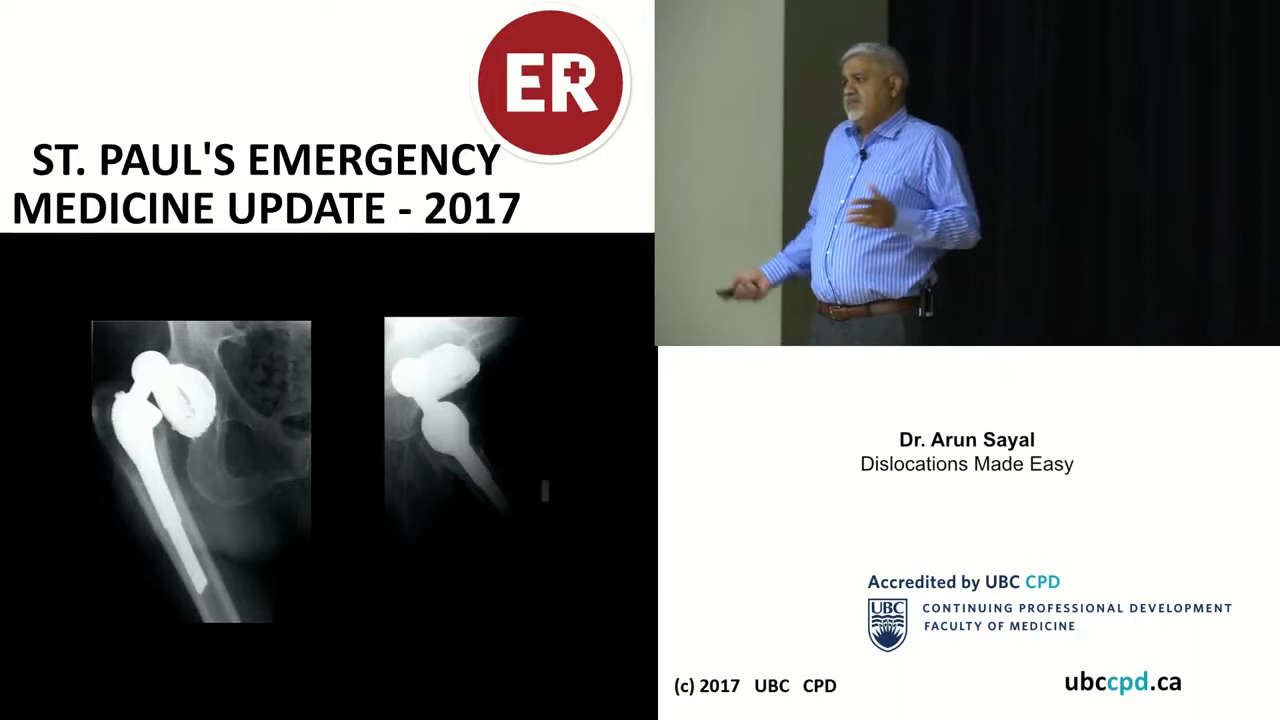 ER
ST. PAUL'S EMERGENCY
MEDICINE UPDATE - 2017
Dr. Arun Sayal
Dislocations Made Easy
Accredited by UBC CPD
UBC
CONTINUING PROFESSIONAL DEVELOPMENT
FACULTY OF MEDICINE
(c) 2017 UBC CPD
ubccpd.ca